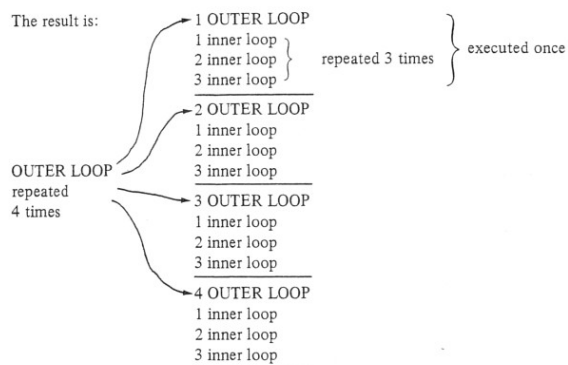 The result is:
1 OUTER LOOP
1 inner loop
2 inner loop
3 inner loop
repeated 3 times
executed once
2 OUTER LOOP
1 inner loop
2 inner loop
3 inner loop
OUTER LOOP
repeated
4 times
3 OUTER LOOP
1 inner loop
2 inner loop
3 inner loop
4 OUTER LOOP
1 inner loop
2 inner loop
3 inner loop